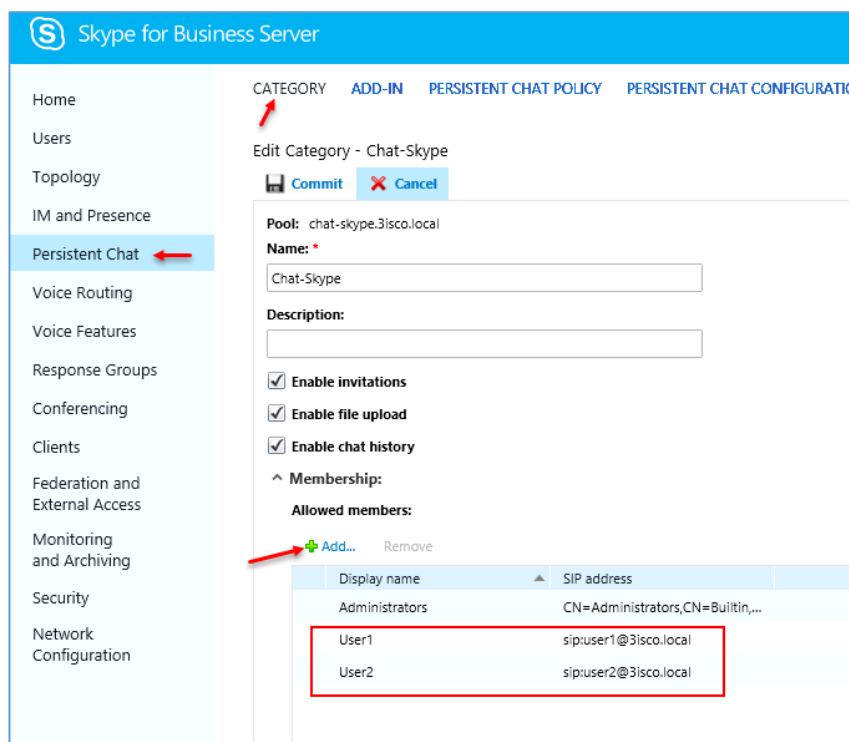 Skype for Business Server
Home
Users
Topology
IM and Presence
Persistent Chat
Voice Routing
Voice Features
Response Groups
Conferencing
Clients
Federation and
External Access
Monitoring
and Archiving
Security
Network
Configuration
CATEGORY ADD-IN PERSISTENT CHAT POLICY PERSISTENT CHAT CONFIGURATIO
Edit Category - Chat-Skype
Commit Cancel
Pool: chat-skype.3isco.local
Name: *
Chat-Skype
Description:
Enable invitations
Enable file upload
Enable chat history
Membership:
Allowed members:
Add... Remove
Display name SIP address
Administrators CN=Administrators,CN=Builtin,...
User1 sip:user1@3isco.local
User2 sip:user2@3isco.local